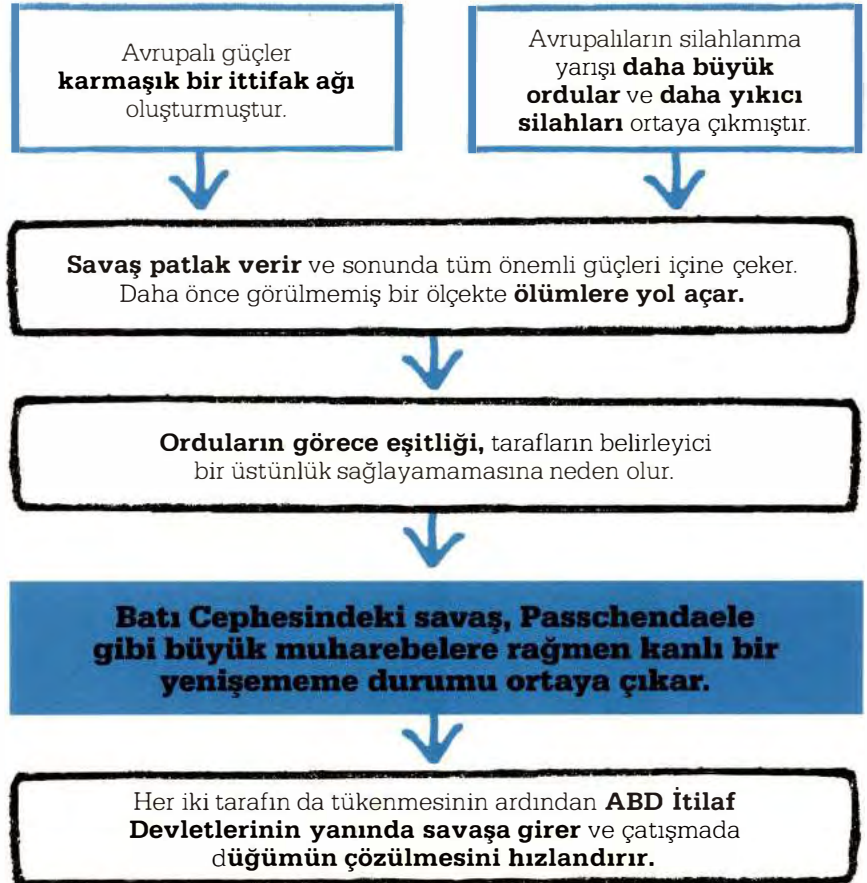 Avrupalı güçler
karmaşık bir ittifak ağı
oluşturmuştur.
Avrupalıların silahlanma
yarışı daha büyük
ordular ve daha yıkıcı
silahları ortaya çıkmıştır.
Savaş patlak verir ve sonunda tüm önemli güçleri içine çeker.
Daha önce görülmemiş bir ölçekte ölümlere yol açar.
Orduların görece eşitliği, tarafların belirleyici
bir üstünlük sağlayamamasına neden olur.
Batı Cephesindeki savaş, Passchendaele
gibi büyük muharebelere rağmen kanlı bir
yenişememe durumu ortaya çıkar.
Her iki tarafın da tükenmesinin ardından ABD İtilaf
Devletlerinin yanında savaşa girer ve çatışmada
düğümün çözülmesini hızlandırır.